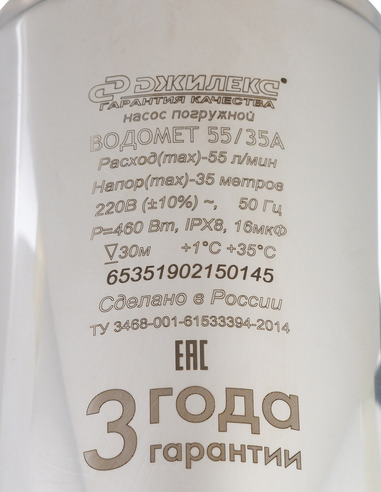 ДЖИЛЕКС®
ГАРАНТИЯ КАЧЕСТВА
насос погружной
ВОДОМЕТ 55/35А
Расход(max)-55 л/мин
Напор(max)-35 метров
220В (±10%) ~, 50 Гц
P=460 Вт, IPX8, 16мкФ
▽30м +1°C +35°C
65351902150145
Сделано в России
ТУ 3468-001-61533394-2014
EAC
3 года
гарантии